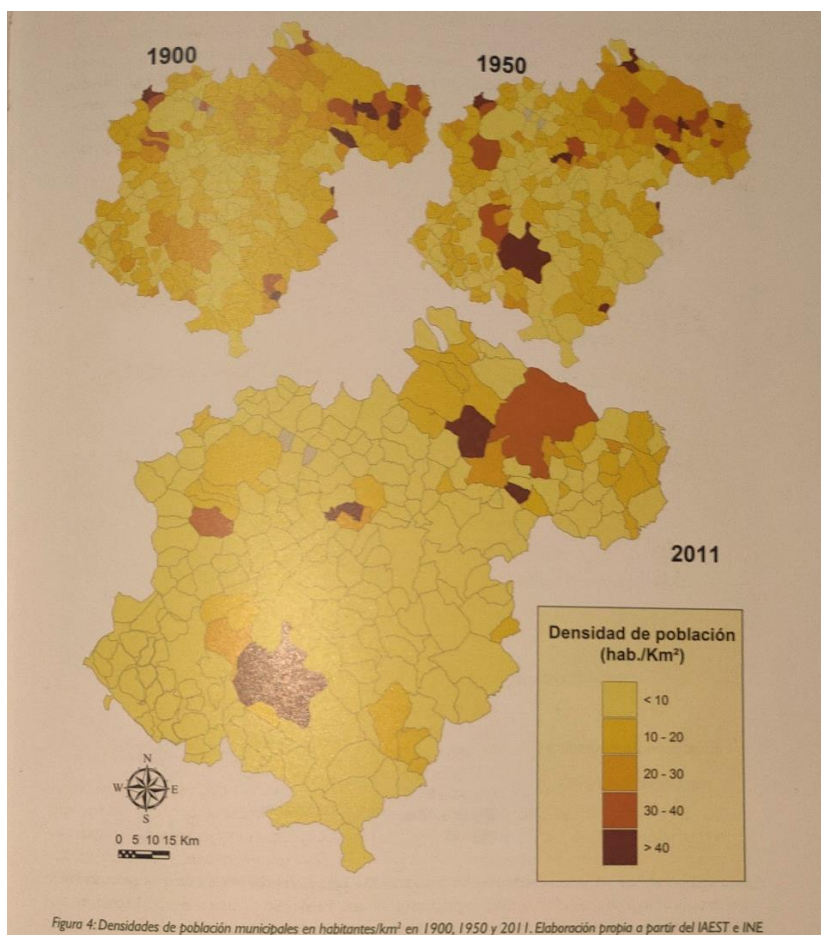 1900
1950
2011
Densidad de población
(hab./Km²)
< 10
10 - 20
20 - 30
30 - 40
> 40
N
W E
S
0 5 10 15 Km
Figura 4: Densidades de población municipales en habitantes/km² en 1900, 1950 y 2011. Elaboración propia a partir del IAEST e INE